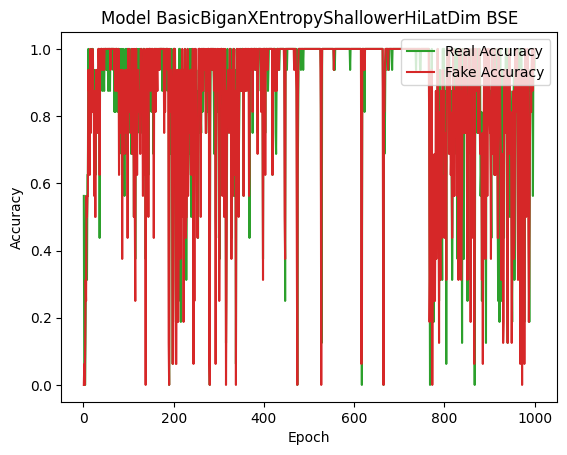 Model BasicBiganXEntropyShallowerHiLatDim BSE
Real Accuracy
Fake Accuracy
1.0
0.8
0.6
0.4
0.2
0.0
Accuracy
0
200
400
600
800
1000
Epoch